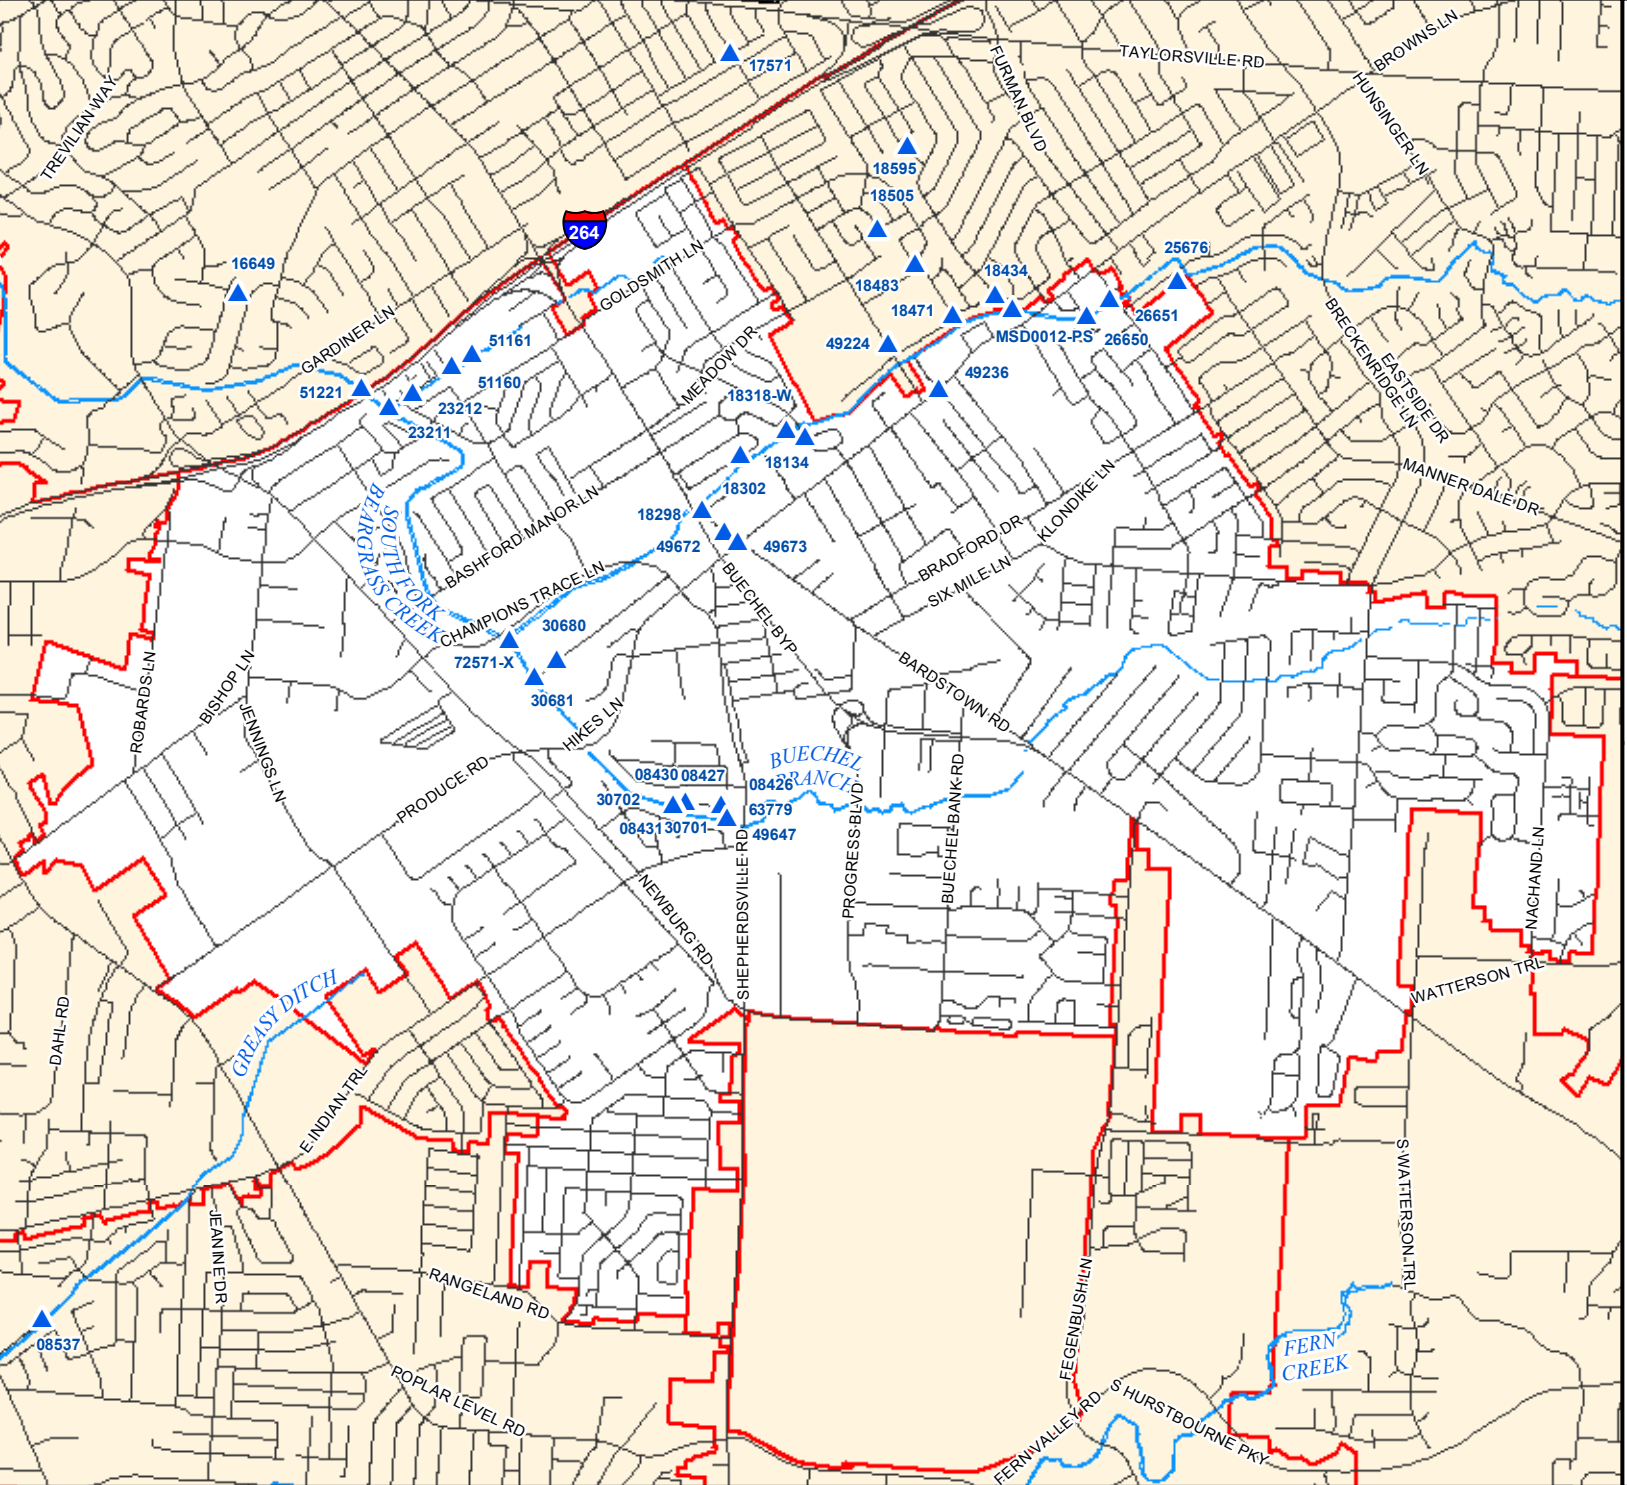 17571
TAYLORSVILLE RD
BROWNS LN
FURMAN BLVD
HUNSINGER LN
TREVILIAN WAY
18595
18505
264
16649
GOLDSMITH LN
18483
18434
25676
18471
26651
MSD0012-PS
26650
GARDINER LN
51161
49224
BRECKENRIDGE LN
EASTSIDE DR
MEADOW DR
51221
51160
49236
23212
18318-W
23211
18134
MANNER DALE DR
KLONDIKE LN
18302
SOUTH FORK
BEARGRASS CREEK
BASHFORD MANOR LN
18298
49672
49673
BRADFORD DR
SIX MILE LN
CHAMPIONS TRACE LN
BUECHEL BYP
30680
72571-X
30681
ROBARDS LN
BISHOP LN
JENNINGS LN
BARDSTOWN RD
HIKES LN
PRODUCE RD
BUECHEL
BRANCH
08430
08427
08426
30702
63779
08431
30701
49647
PROGRESS BLVD
BUECHEL BANK RD
NEWBURG RD
SHEPHERDSVILLE RD
NACHAND LN
WATTERSON TRL
GREASY DITCH
DAHL RD
E INDIAN TRL
JEANINE DR
RANGELAND RD
S WATTERSON TRL
FEGENBUSH LN
08537
FERN
CREEK
POPLAR LEVEL RD
FERN VALLEY RD
S HURSTBOURNE PKY